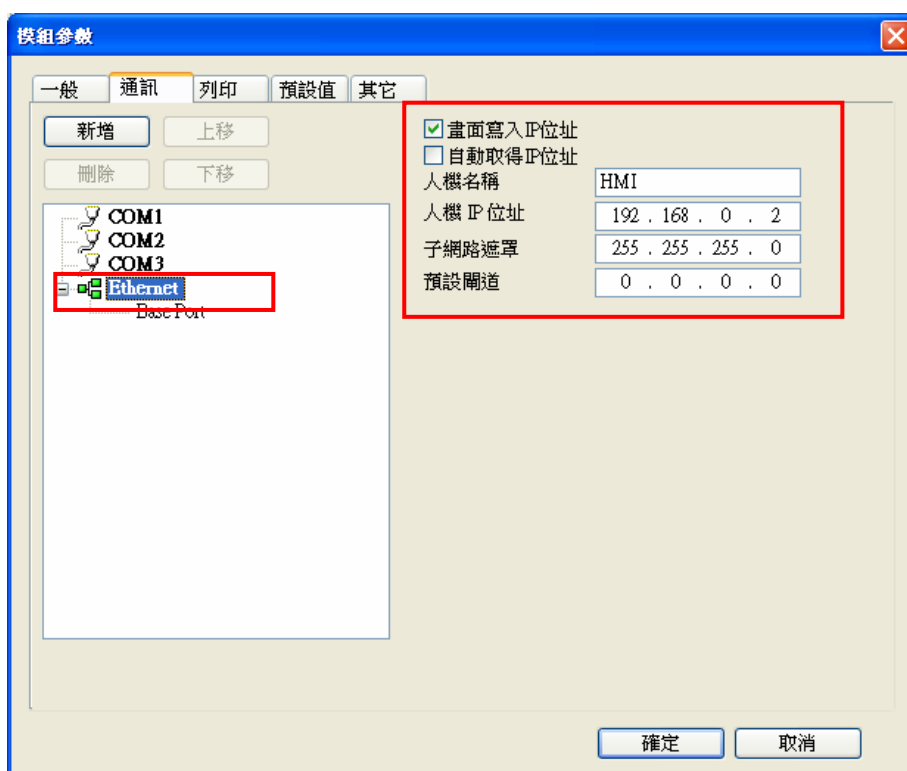 模組參數
一般 通訊 列印 預設值 其它
新增 上移
刪除 下移
COM1
COM2
COM3
Ethernet
Base Port
畫面寫入IP位址
自動取得IP位址
人機名稱 HMI
人機 IP 位址 192 . 168 . 0 . 2
子網路遮罩 255 . 255 . 255 . 0
預設閘道 0 . 0 . 0 . 0
確定 取消